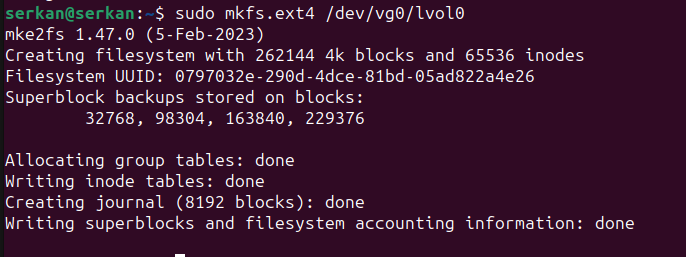 serkan@serkan:~$ sudo mkfs.ext4 /dev/vg0/lvol0
mke2fs 1.47.0 (5-Feb-2023)
Creating filesystem with 262144 4k blocks and 65536 inodes
Filesystem UUID: 0797032e-290d-4dce-81bd-05ad822a4e26
Superblock backups stored on blocks:
        32768, 98304, 163840, 229376

Allocating group tables: done
Writing inode tables: done
Creating journal (8192 blocks): done
Writing superblocks and filesystem accounting information: done